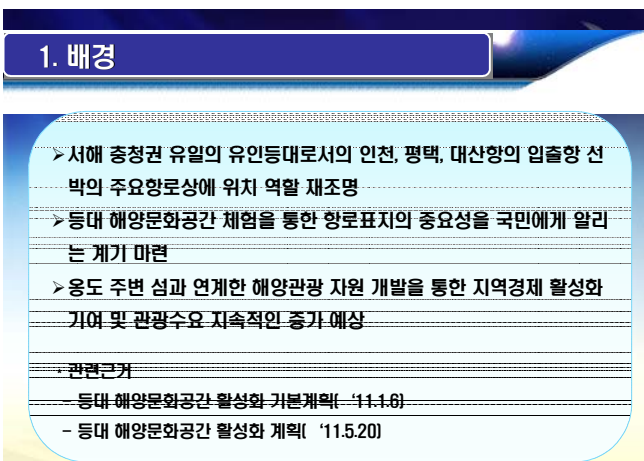 1. 배경
➢서해 충청권 유일의 유인등대로서의 인천, 평택, 대산항의 입출항 선
박의 주요항로상에 위치 역할 재조명
➢등대 해양문화공간 체험을 통한 항로표지의 중요성을 국민에게 알리
는 계기 마련
➢옹도 주변 섬과 연계한 해양관광 자원 개발을 통한 지역경제 활성화
기여 및 관광수요 지속적인 증가 예상
· 관련근거
- 등대 해양문화공간 활성화 기본계획( ‘11.1.6)
- 등대 해양문화공간 활성화 계획( ‘11.5.20)